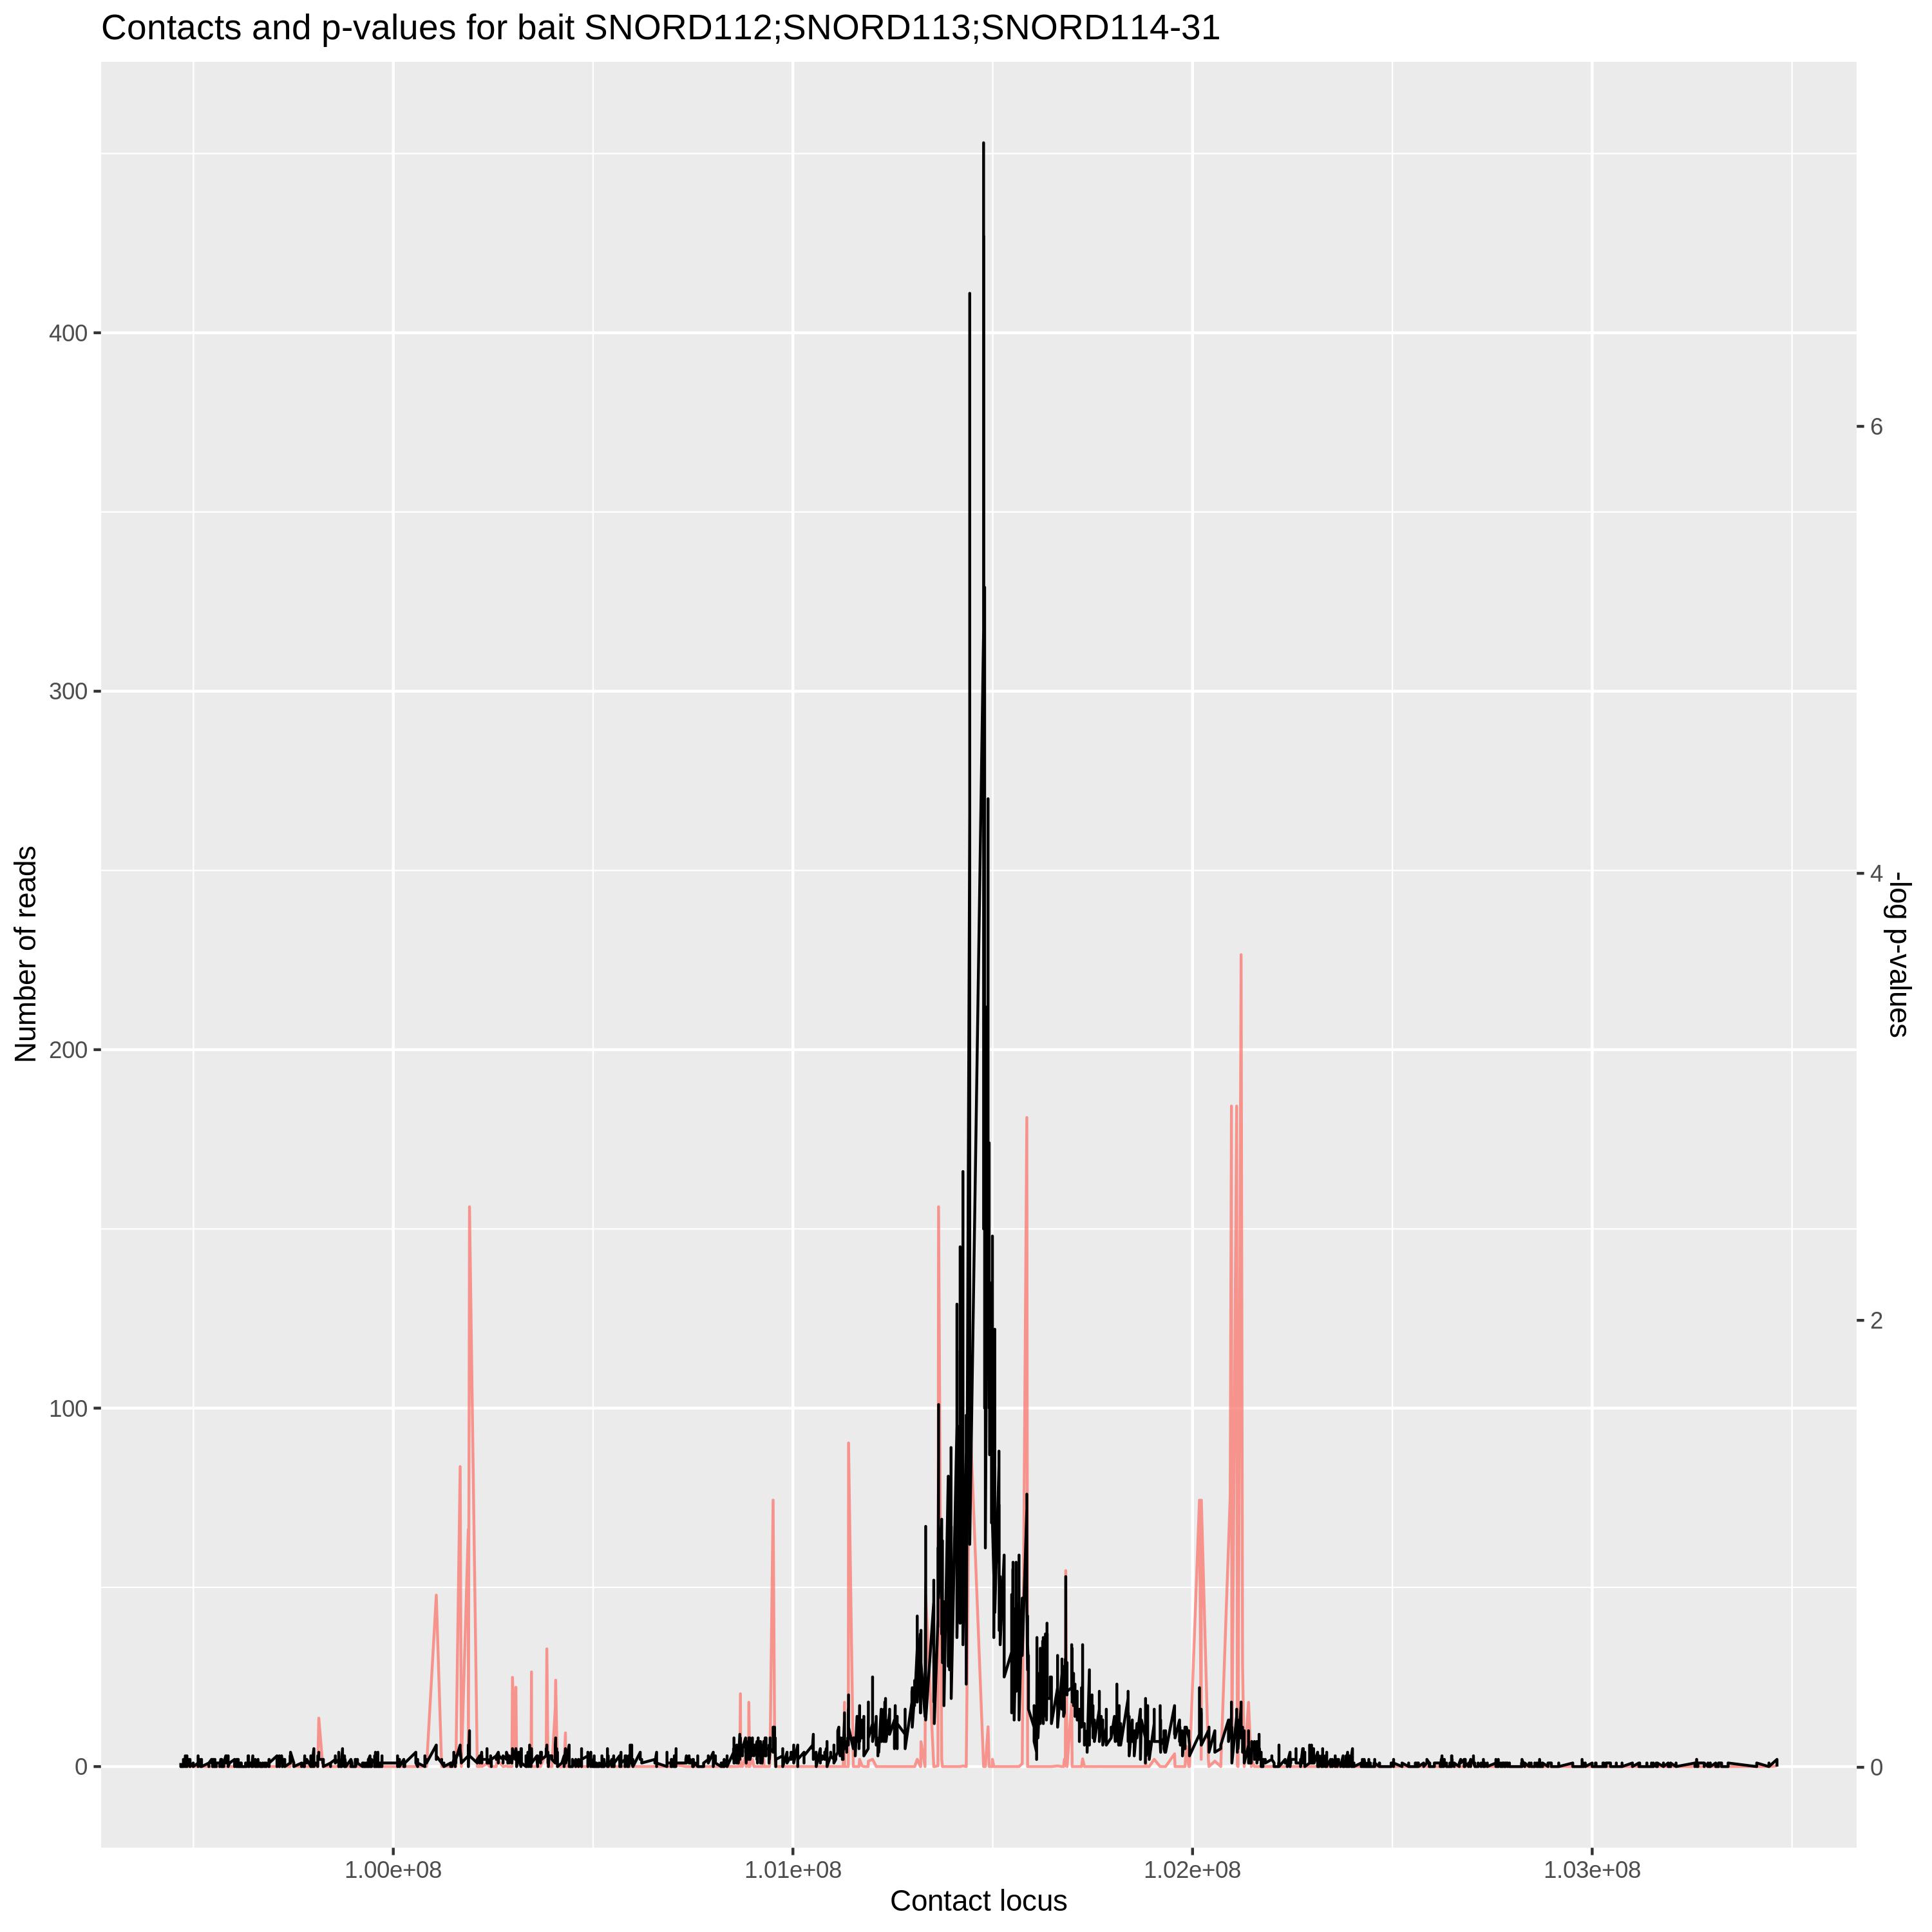 Contacts and p-values for bait SNORD112;SNORD113;SNORD114-31
400
300
200
100
0
Number of reads
6
4
2
0
-log p-values
1.00e+08
1.01e+08
1.02e+08
1.03e+08
Contact locus